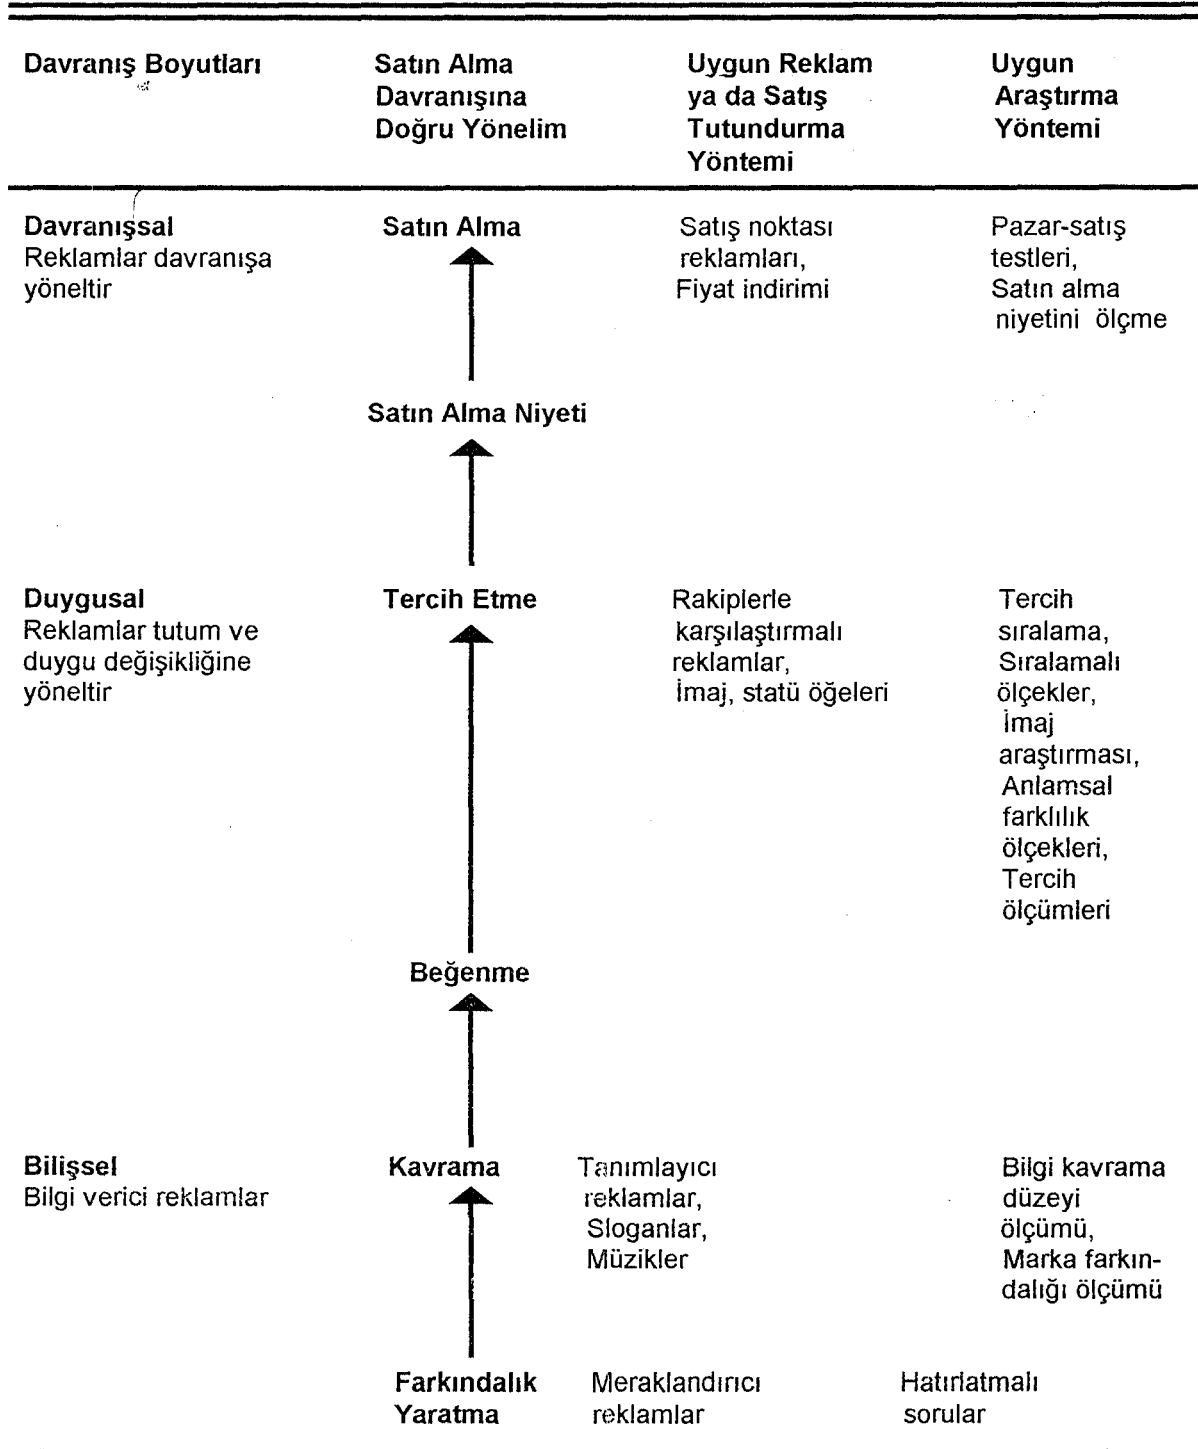 Davranış Boyutları
Satın Alma
Davranışına
Doğru Yönelim
Uygun Reklam
ya da Satış
Tutundurma
Yöntemi
Uygun
Araştırma
Yöntemi
Davranışsal
Reklamlar davranışa
yöneltir
Satın Alma
Satış noktası
reklamları,
Fiyat indirimi
Pazar-satış
testleri,
Satın alma
niyetini ölçme
Satın Alma Niyeti
Duygusal
Reklamlar tutum ve
duygu değişikliğine
yöneltir
Tercih Etme
Rakiplerle
karşılaştırmalı
reklamlar,
İmaj, statü öğeleri
Tercih
sıralama,
Sıralamalı
ölçekler,
İmaj
araştırması,
Anlamsal
farklılık
ölçekleri,
Tercih
ölçümleri
Beğenme
Bilişsel
Bilgi verici reklamlar
Kavrama
Tanımlayıcı
reklamlar,
Sloganlar,
Müzikler
Bilgi kavrama
düzeyi
ölçümü,
Marka farkın-
dalığı ölçümü
Farkındalık
Yaratma
Meraklandırıcı
reklamlar
Hatırlatmalı
sorular